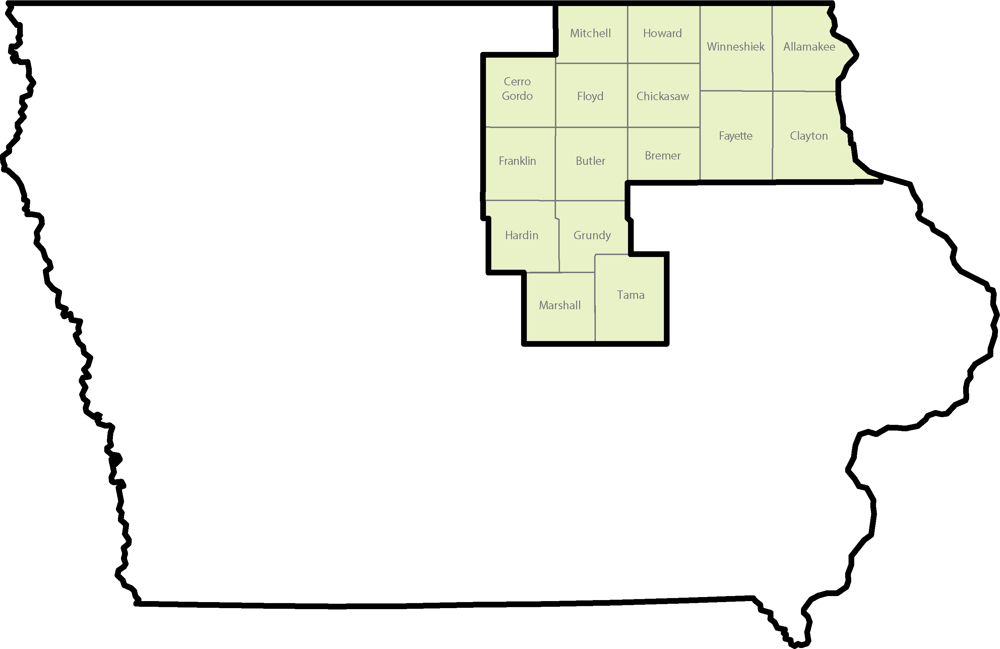 Mitchell
Howard
Winneshiek
Allamakee
Cerro
Gordo
Floyd
Chickasaw
Fayette
Clayton
Franklin
Butler
Bremer
Hardin
Grundy
Marshall
Tama